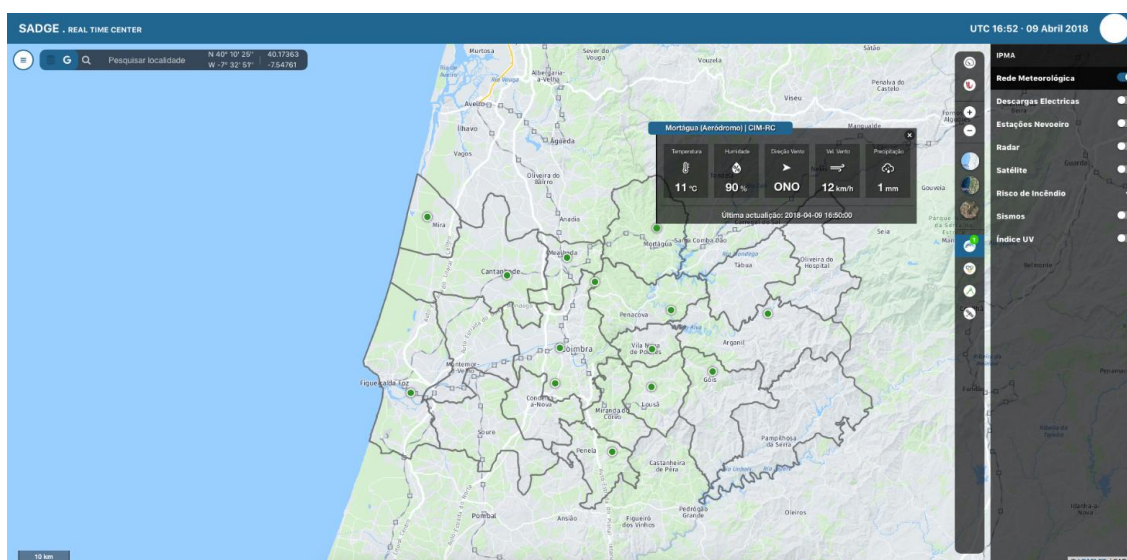 SADGE . REAL TIME CENTER
UTC 16:52 · 09 Abril 2018
G
Pesquisar localidade
N 40° 10' 25'' 40.17363
W -7° 32' 51'' -7.54761
IPMA
Rede Meteorológica
Descargas Electricas
Estações Nevoeiro
Radar
Satélite
Risco de Incêndio
Sismos
Índice UV
Mortágua (Aeródromo) | CIM-RC
Temperatura
Humidade
Direção Vento
Vel. Vento
Precipitação
11 °C
90 %
ONO
12 km/h
1 mm
Última actualição: 2018-04-09 16:50:00
Murtosa
Sever do
Vouga
Vouzela
Sátão
Albergaria-
a-Velha
Penalva do
Castelo
Viseu
Aveiro
Mangualde
Ílhavo
Águeda
Vagos
Oliveira do
Bairro
Gouveia
Guarda
Anadia
Mira
Mortágua
Santa Comba Dão
Seia
Mealhada
Cantanhede
Tábua
Oliveira do
Hospital
Belmonte
Penacova
Coimbra
Vila Nova
de Poiares
Arganil
Montemor-
o-Velho
Figueira da Foz
Góis
Condeixa-
a-Nova
Miranda do
Corvo
Lousã
Soure
Penela
Pampilhosa
da Serra
Castanheira
de Pêra
Pombal
Ansião
Figueiró
dos Vinhos
Pedrógão
Grande
Oleiros
Idanha-a-
Nova
10 km